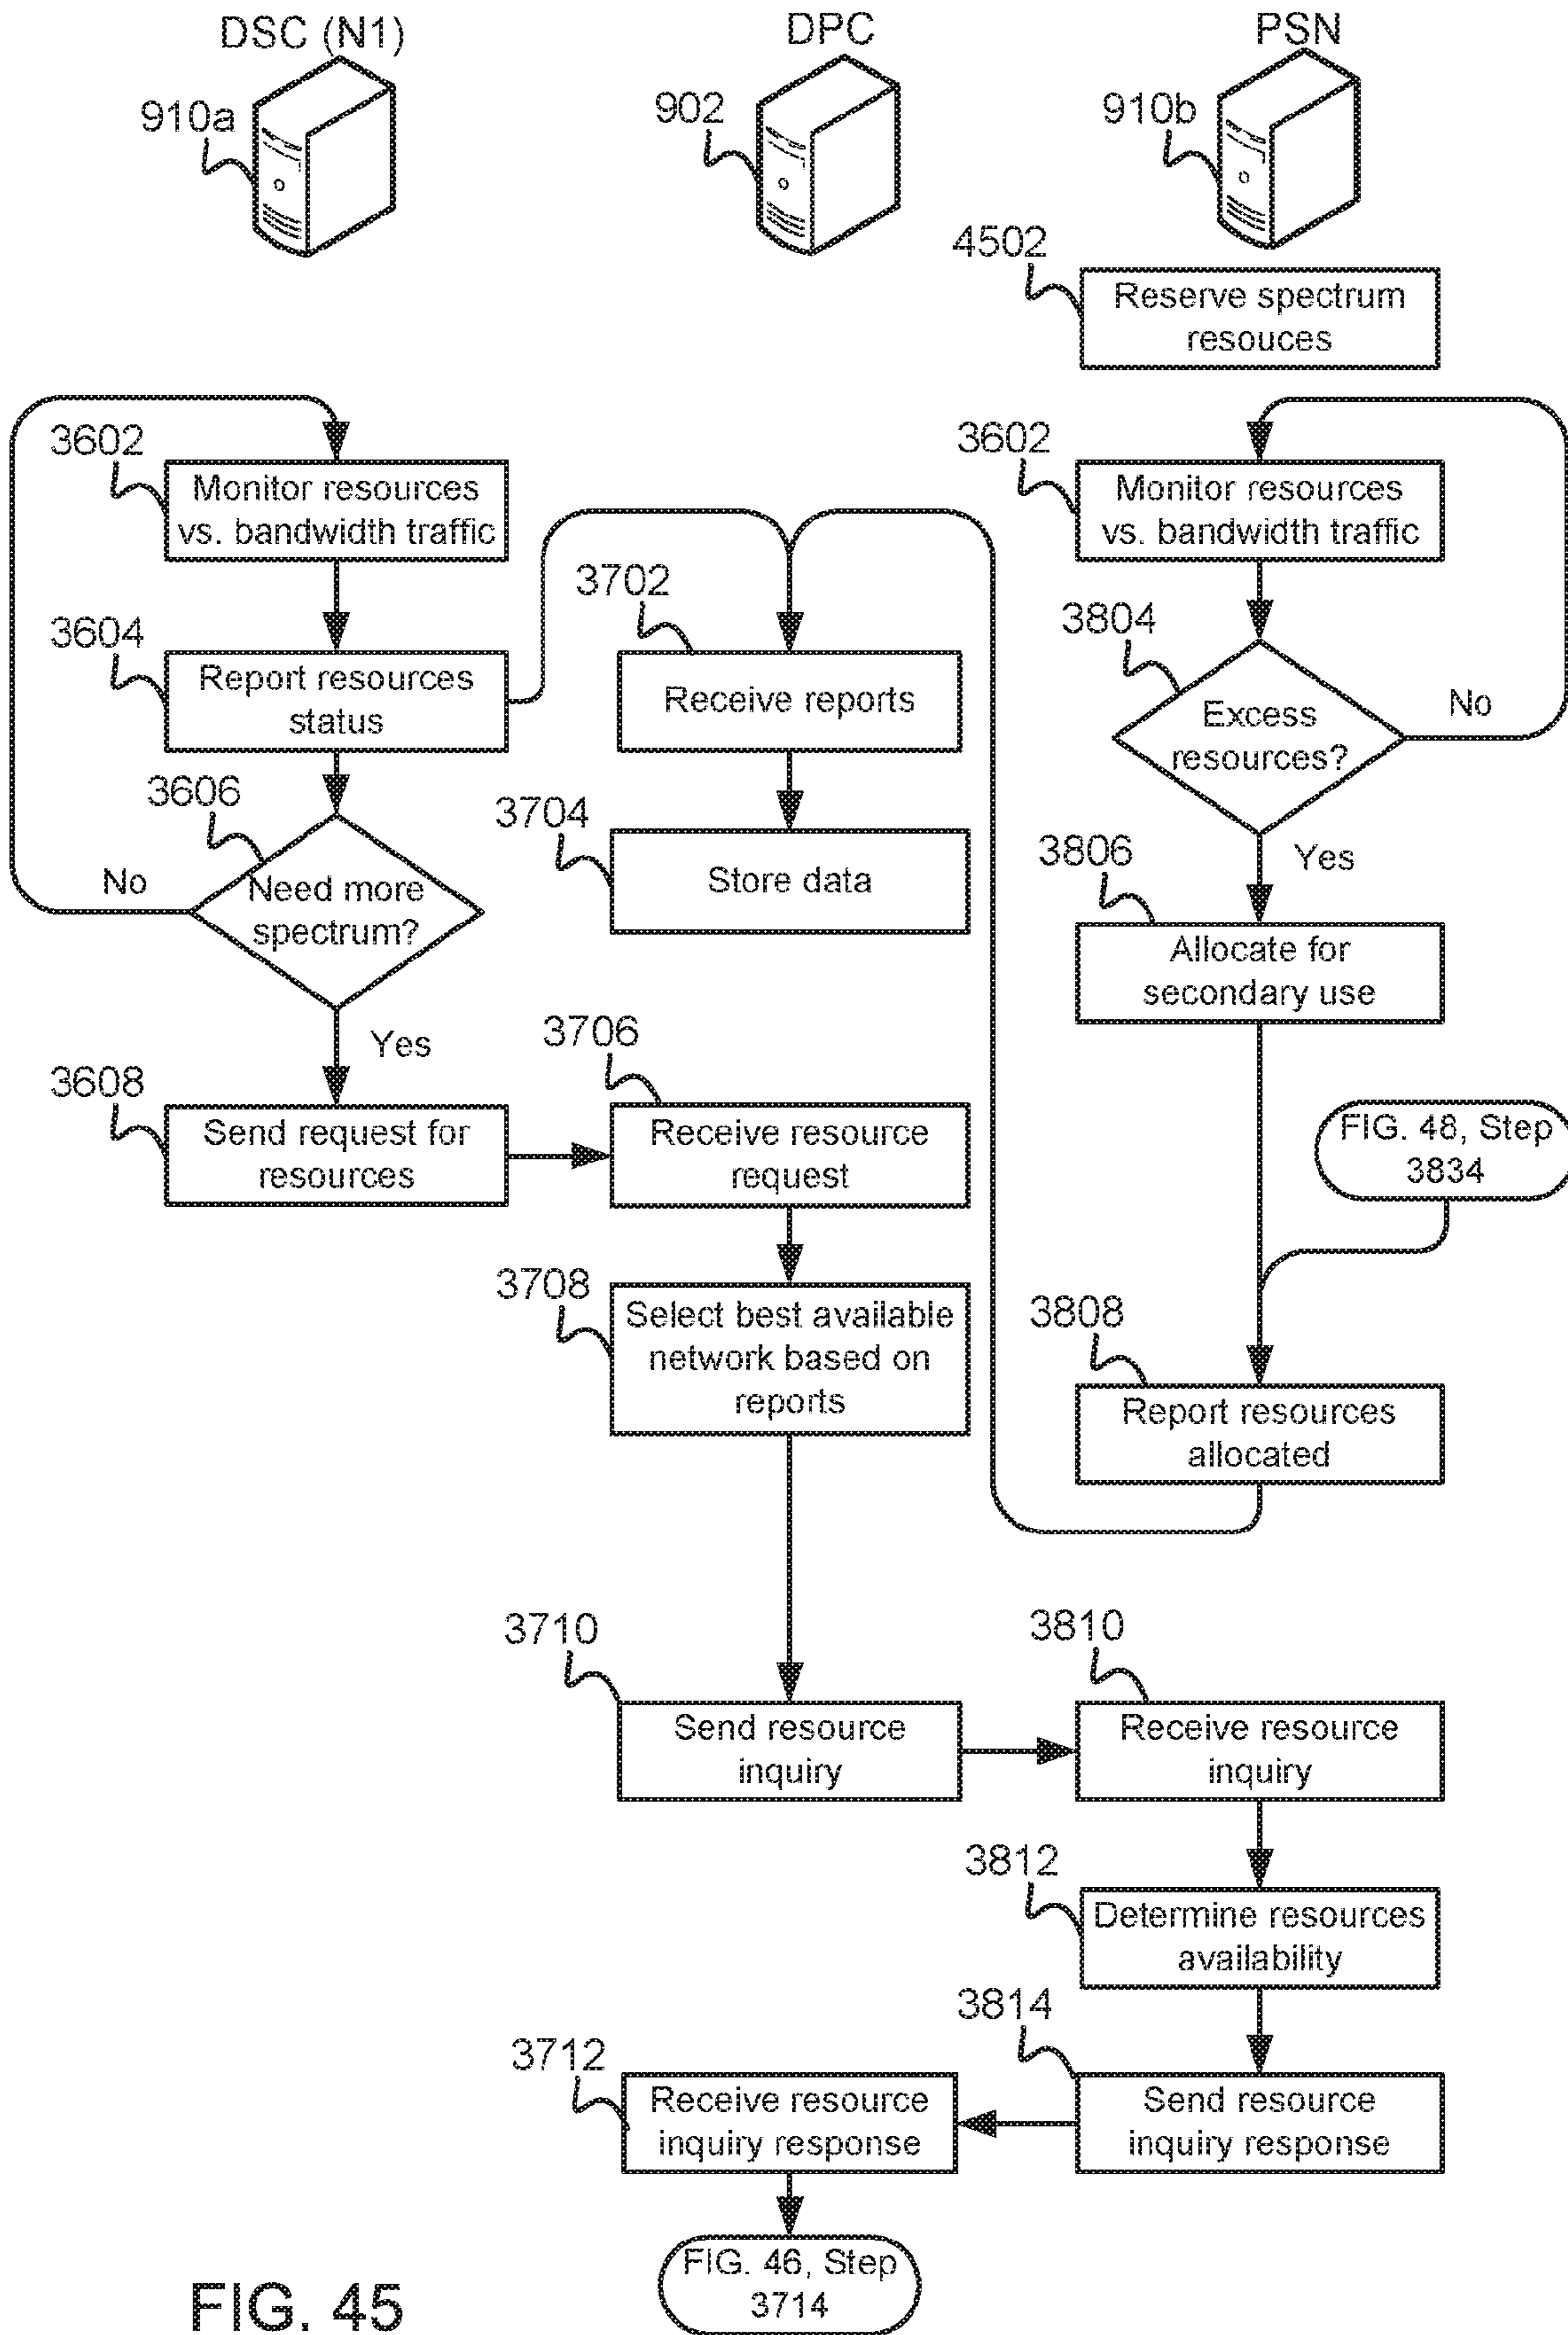 DSC (N1)
DPC
PSN
910a
902
910b
4502
Reserve spectrum
resouces
3602
Monitor resources
vs. bandwidth traffic
3602
Monitor resources
vs. bandwidth traffic
3604
Report resources
status
3702
Receive reports
3804
Excess
resources?
No
Yes
3606
Need more
spectrum?
No
Yes
3704
Store data
3806
Allocate for
secondary use
3608
Send request for
resources
3706
Receive resource
request
FIG. 48, Step
3834
3708
Select best available
network based on
reports
3808
Report resources
allocated
3710
Send resource
inquiry
3810
Receive resource
inquiry
3812
Determine resources
availability
3814
Send resource
inquiry response
3712
Receive resource
inquiry response
FIG. 46, Step
3714
FIG. 45